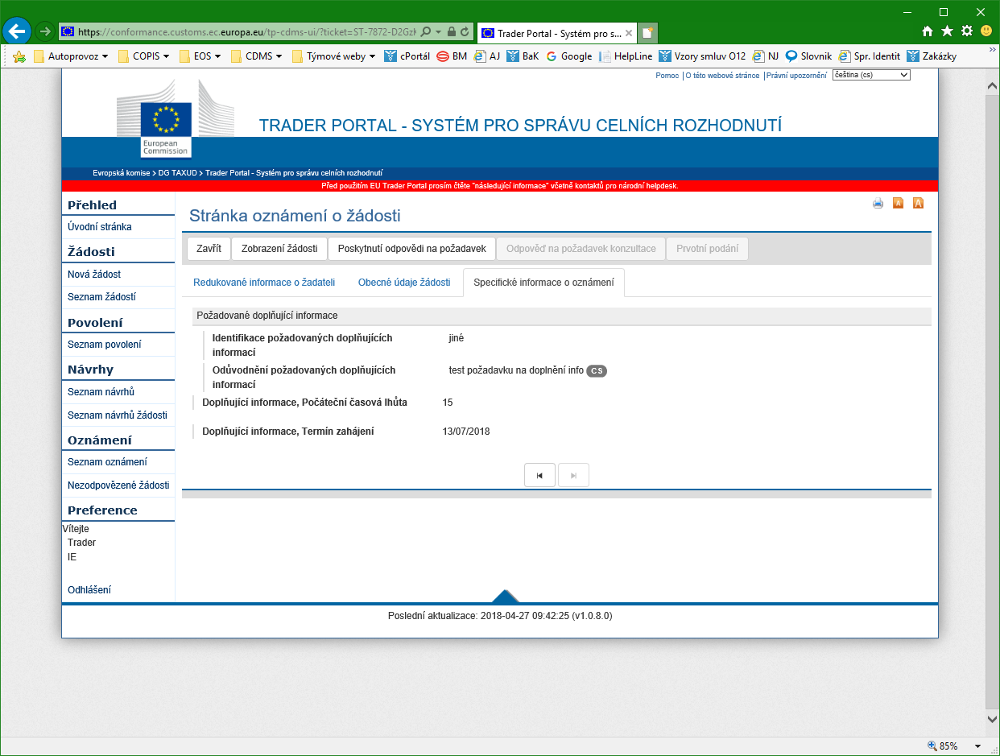 https://conformance.customs.ec.europa.eu/tp-cdms-ui/?ticket=ST-7872-D2Gzk
Trader Portal - Systém pro s...
Autoprovoz COPIS EOS CDMS Týmové weby cPortál BM AJ BaK Google HelpLine Vzory smluv O12 NJ Slovnik Spr. Identit Zakázky
Pomoc | O této webové stránce | Právní upozornění čeština (cs)
TRADER PORTAL - SYSTÉM PRO SPRÁVU CELNÍCH ROZHODNUTÍ
European
Commission
Evropská komise > DG TAXUD > Trader Portal - Systém pro správu celních rozhodnutí
Před použitím EU Trader Portal prosím čtěte "následující informace" včetně kontaktů pro národní helpdesk.
Přehled
Úvodní stránka
Žádosti
Nová žádost
Seznam žádostí
Povolení
Seznam povolení
Návrhy
Seznam návrhů
Seznam návrhů žádosti
Oznámení
Seznam oznámení
Nezodpovězené žádosti
Preference
Vítejte
Trader
IE
Odhlášení
A A
Stránka oznámení o žádosti
Zavřít Zobrazení žádosti Poskytnutí odpovědi na požadavek Odpověď na požadavek konzultace Prvotní podání
Redukované informace o žadateli Obecné údaje žádosti Specifické informace o oznámení
Požadované doplňující informace
Identifikace požadovaných doplňujících jiné
informací
Odůvodnění požadovaných doplňujících test požadavku na doplnění info CS
informací
Doplňující informace, Počáteční časová lhůta 15
Doplňující informace, Termín zahájení 13/07/2018
Poslední aktualizace: 2018-04-27 09:42:25 (v1.0.8.0)
85%